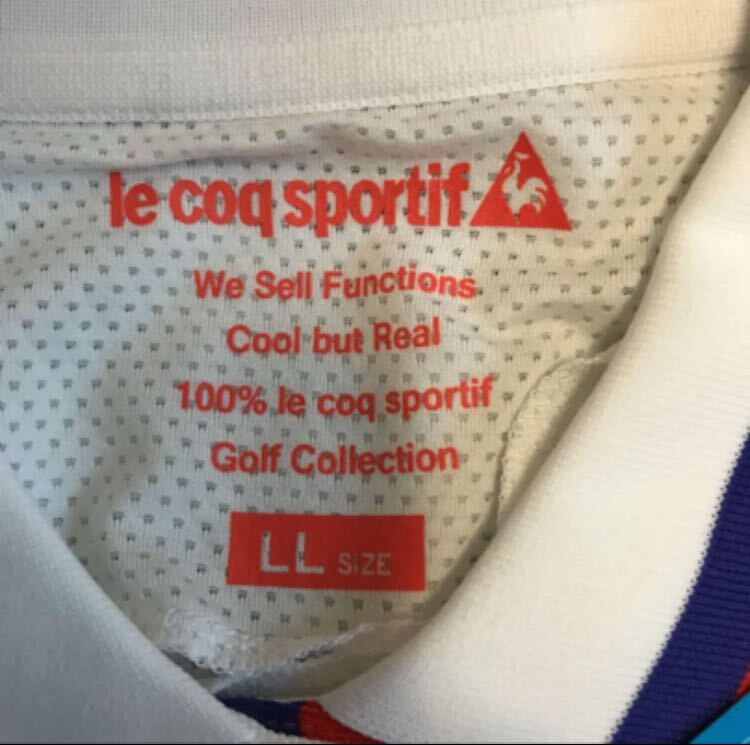 le coq sportif
We Sell Functions
Cool but Real
100% le coq sportif
Golf Collection
LL SIZE